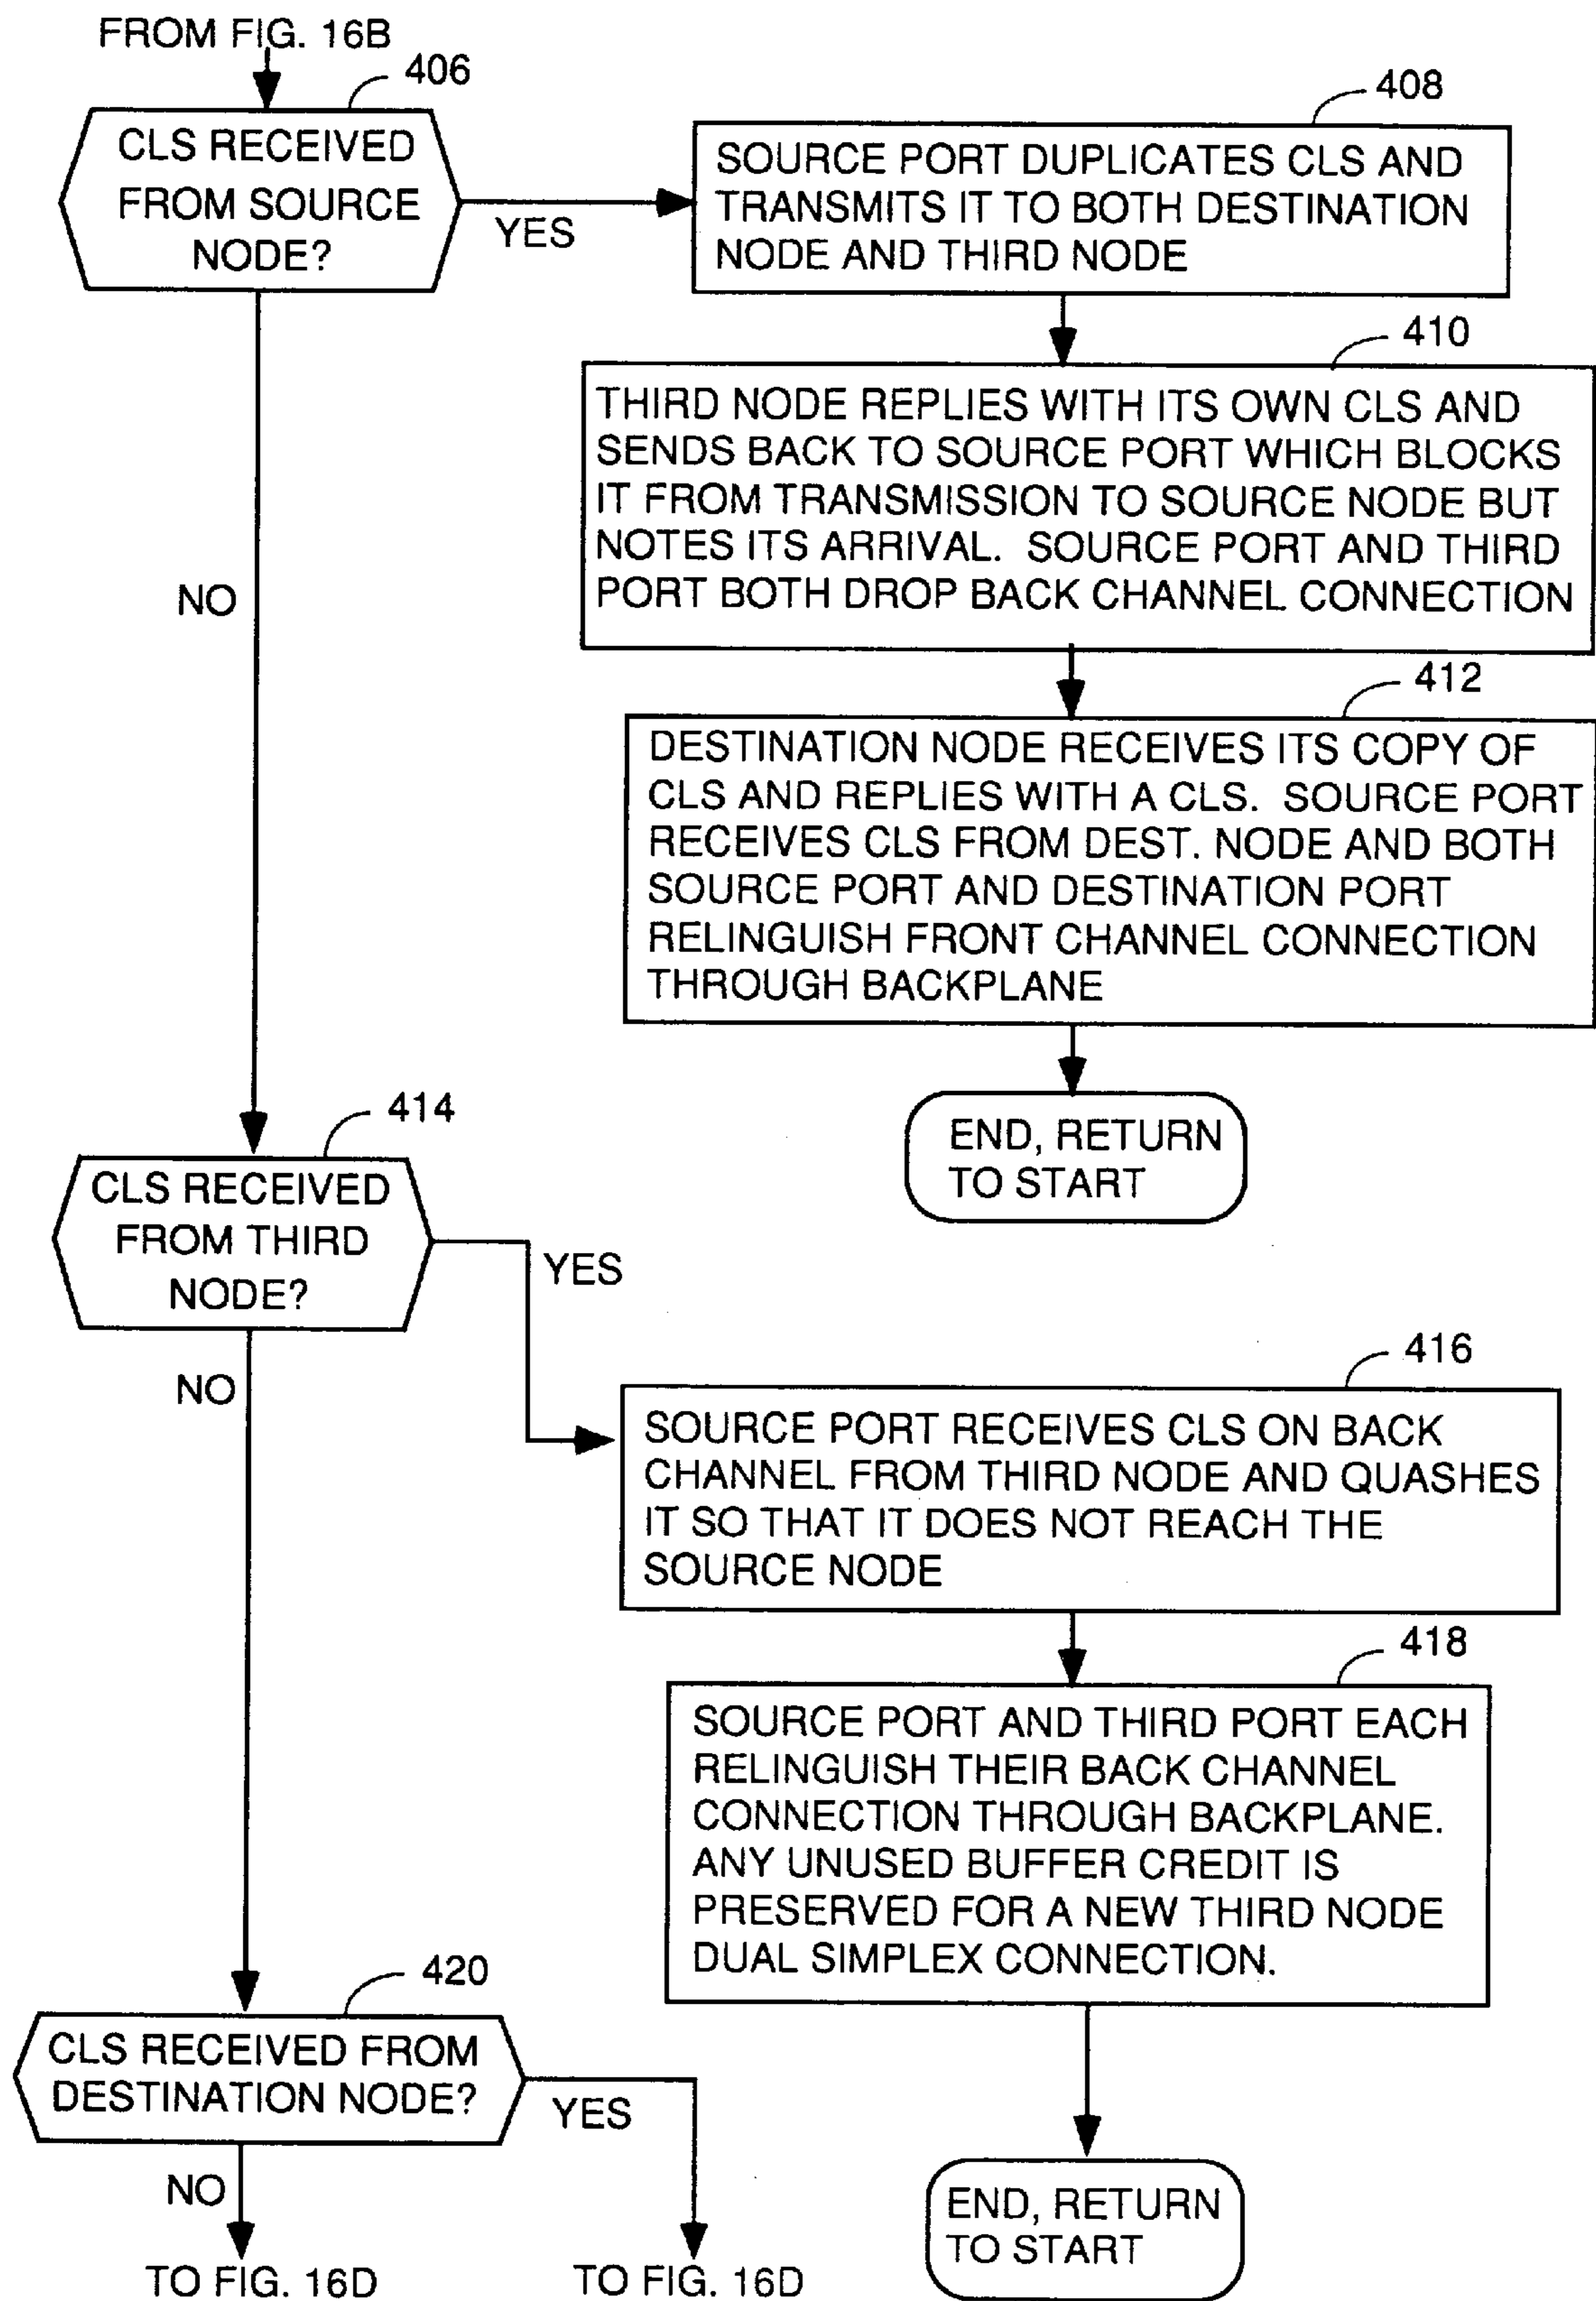 FROM FIG. 16B
406
CLS RECEIVED
FROM SOURCE
NODE?
YES
408
SOURCE PORT DUPLICATES CLS AND
TRANSMITS IT TO BOTH DESTINATION
NODE AND THIRD NODE
410
THIRD NODE REPLIES WITH ITS OWN CLS AND
SENDS BACK TO SOURCE PORT WHICH BLOCKS
IT FROM TRANSMISSION TO SOURCE NODE BUT
NOTES ITS ARRIVAL. SOURCE PORT AND THIRD
PORT BOTH DROP BACK CHANNEL CONNECTION
NO
412
DESTINATION NODE RECEIVES ITS COPY OF
CLS AND REPLIES WITH A CLS. SOURCE PORT
RECEIVES CLS FROM DEST. NODE AND BOTH
SOURCE PORT AND DESTINATION PORT
RELINGUISH FRONT CHANNEL CONNECTION
THROUGH BACKPLANE
END, RETURN
TO START
414
CLS RECEIVED
FROM THIRD
NODE?
YES
NO
416
SOURCE PORT RECEIVES CLS ON BACK
CHANNEL FROM THIRD NODE AND QUASHES
IT SO THAT IT DOES NOT REACH THE
SOURCE NODE
418
SOURCE PORT AND THIRD PORT EACH
RELINGUISH THEIR BACK CHANNEL
CONNECTION THROUGH BACKPLANE.
ANY UNUSED BUFFER CREDIT IS
PRESERVED FOR A NEW THIRD NODE
DUAL SIMPLEX CONNECTION.
420
CLS RECEIVED FROM
DESTINATION NODE?
YES
NO
END, RETURN
TO START
TO FIG. 16D
TO FIG. 16D